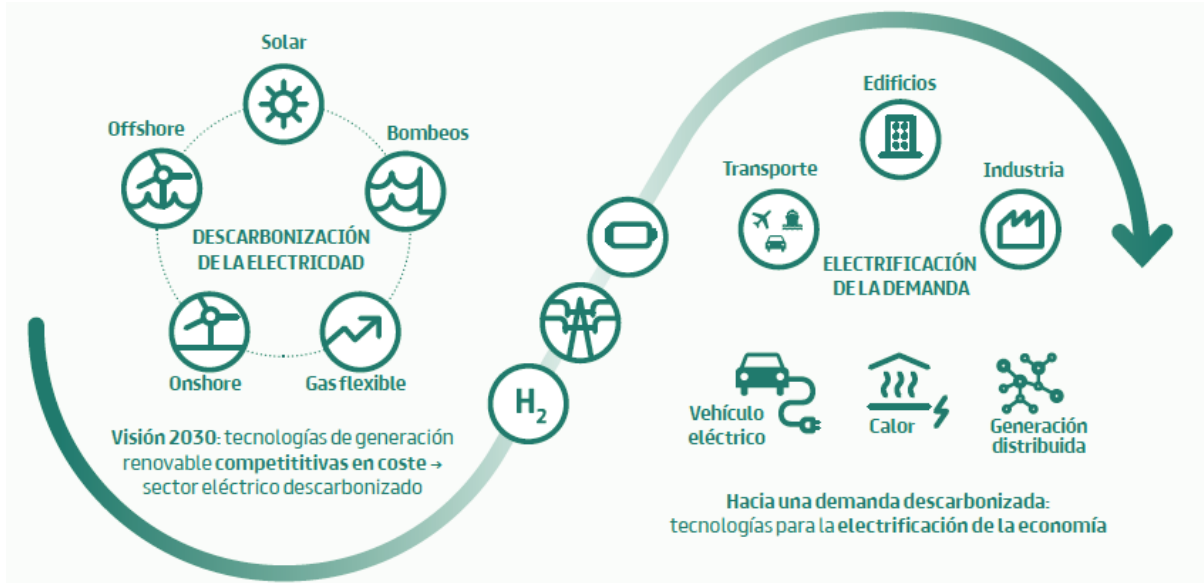 Solar
Offshore
Bombeos
DESCARBONIZACIÓN
DE LA ELECTRICDAD
Onshore
Gas flexible
Visión 2030: tecnologías de generación
renovable competititivas en coste →
sector eléctrico descarbonizado
H₂
Edificios
Transporte
Industria
ELECTRIFICACIÓN
DE LA DEMANDA
Vehículo
eléctrico
Calor
Generación
distribuida
Hacia una demanda descarbonizada:
tecnologías para la electrificación de la economía